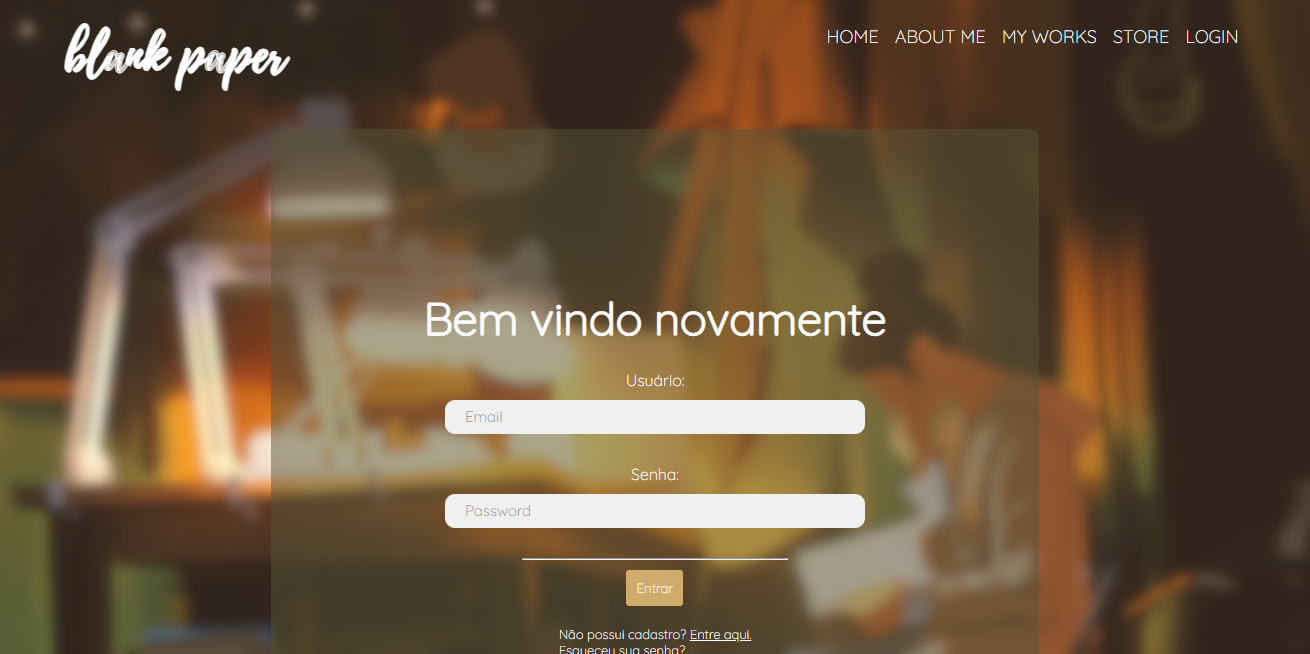 blank paper
HOME ABOUT ME MY WORKS STORE LOGIN
Bem vindo novamente
Usuário:
Email
Senha:
Password
Entrar
Não possui cadastro? Entre aqui.
Esqueceu sua senha?